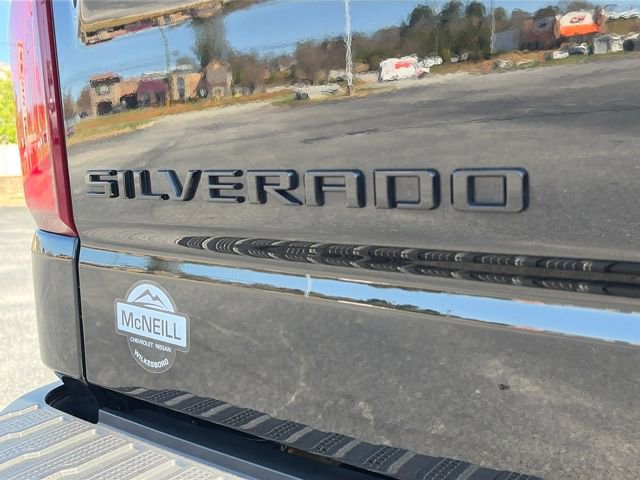 SILVERADO
McNEILL
CHEVROLET NISSAN
WILKESBORO